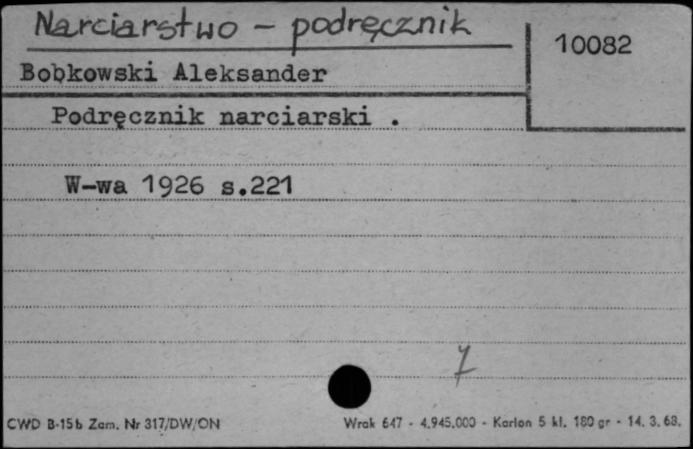 Narciarstwo - podręcznik
10082
Bobkowski Aleksander
Podręcznik narciarski .
W-wa 1926 s.221
7
CWD B-15b Zam. Nr 317/DW/ON
Wrak 647 - 4.945.000 - Karton 5 kl. 180 gr - 14. 3. 68.